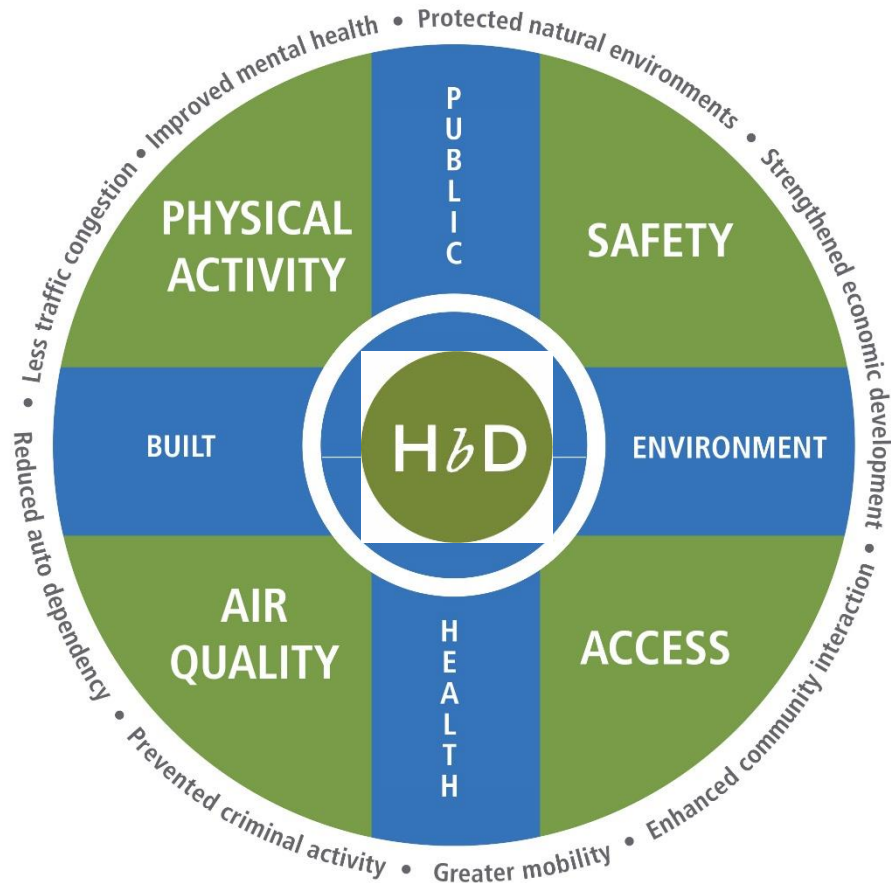 Improved mental health • Protected natural environments • Strengthened economic development • Enhanced community interaction • Greater mobility • Prevented criminal activity • Reduced auto dependency • Less traffic congestion •
PUBLIC
PHYSICAL
ACTIVITY
SAFETY
BUILT
HbD
ENVIRONMENT
AIR
QUALITY
ACCESS
HEALTH